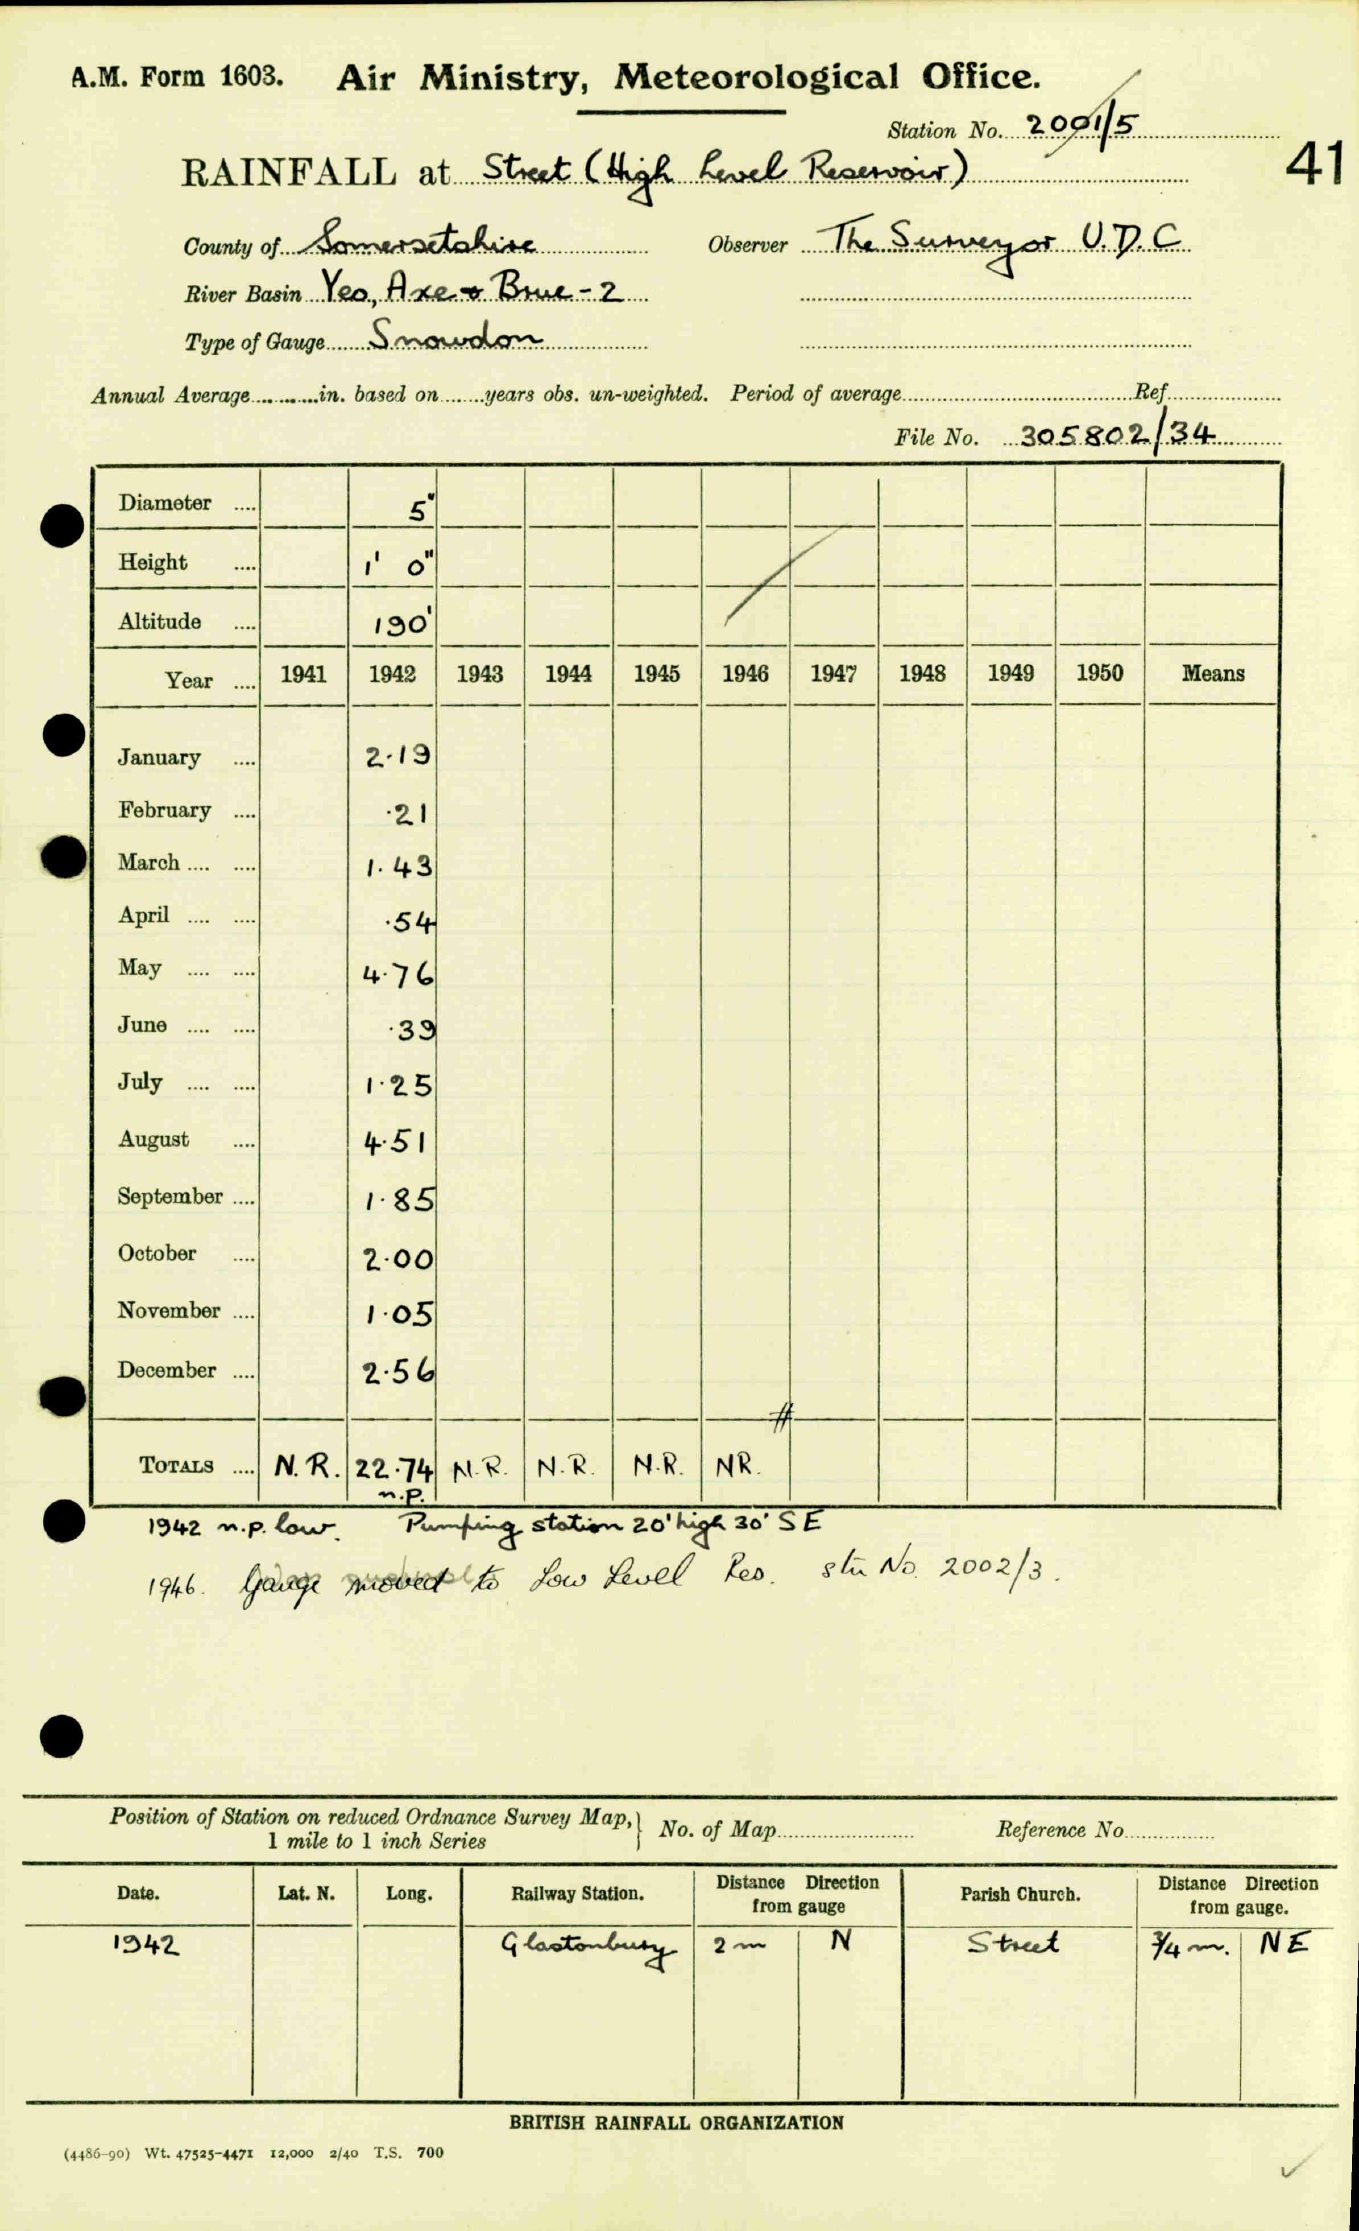 A.M. Form 1603. Air Ministry, Meteorological Office.
Station No. 2001/5
41
RAINFALL at Street (High Level Reservoir)
County of Somersetshire Observer The Surveyor U.D.C
River Basin Yeo, Axe & Brue - 2
Type of Gauge Snowdon
Annual Average ........ in. based on ....... years obs. un-weighted. Period of average ........ Ref ........
File No. 305802/34
Diameter .... 5"
Height .... 1' 0"
Altitude .... 190'
Year .... 1941 1942 1943 1944 1945 1946 1947 1948 1949 1950 Means
January .... 2.19
February .... .21
March .... .... 1.43
April .... .... .54
May .... .... 4.76
June .... .... .39
July .... .... 1.25
August .... 4.51
September .... 1.85
October .... 2.00
November .... 1.05
December .... 2.56
#
TOTALS .... N.R. 22.74 N.R. N.R. N.R. NR.
n.p.
1942 n.p. low. Pumping station 20' high 30' SE
1946. Gauge moved to Low Level Res. stn No. 2002/3.
Position of Station on reduced Ordnance Survey Map, } No. of Map ........ Reference No ........
1 mile to 1 inch Series
Date. Lat. N. Long. Railway Station. Distance Direction from gauge Parish Church. Distance Direction from gauge.
1942 Glastonbury 2 m N Street 3/4 m. NE
BRITISH RAINFALL ORGANIZATION
(4486-90) Wt. 47525-4471 12,000 2/40 T.S. 700